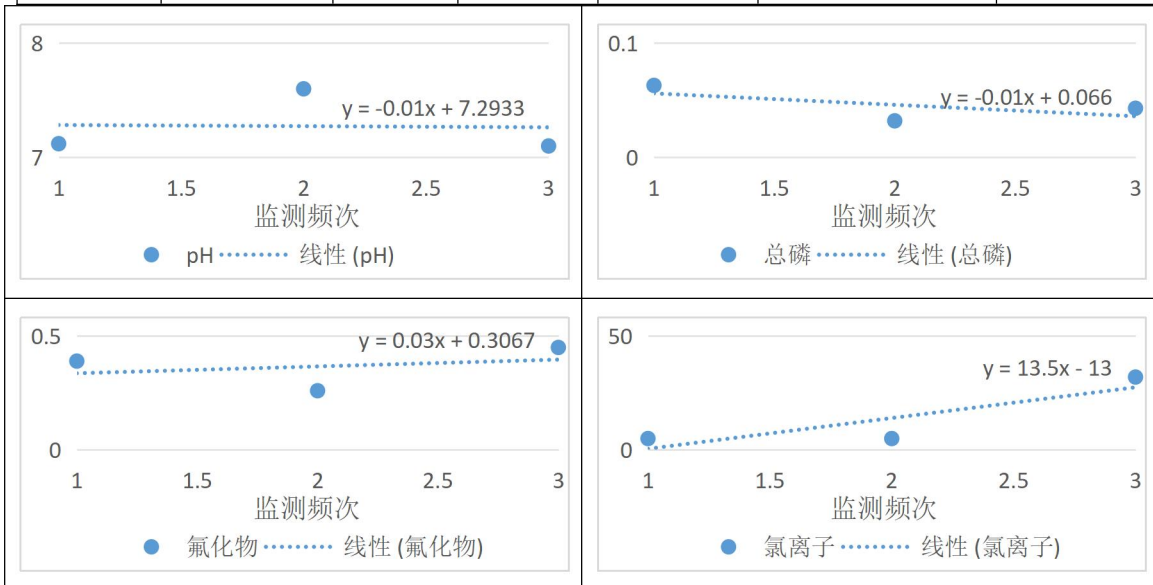 8
y = -0.01x + 7.2933
7
1 1.5 2 2.5 3
监测频次
pH 线性 (pH)
0.1
y = -0.01x + 0.066
0
1 1.5 2 2.5 3
监测频次
总磷 线性 (总磷)
0.5
y = 0.03x + 0.3067
0
1 1.5 2 2.5 3
监测频次
氟化物 线性 (氟化物)
50
y = 13.5x - 13
0
1 1.5 2 2.5 3
监测频次
氯离子 线性 (氯离子)